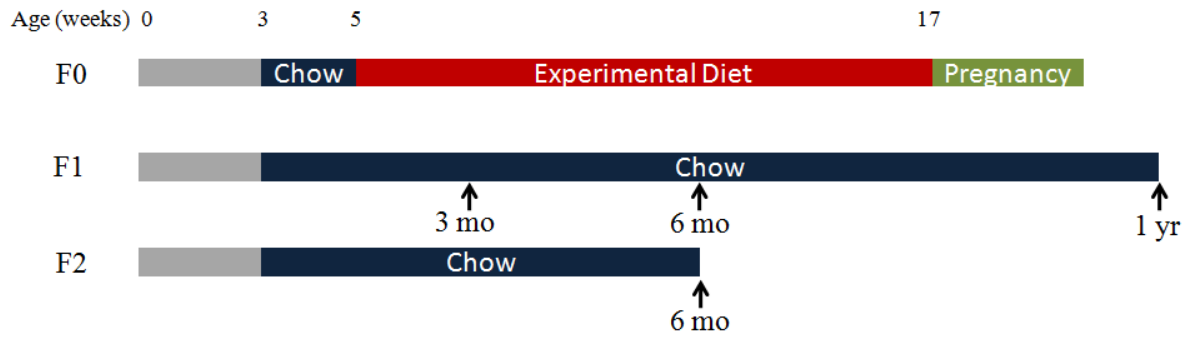 Age (weeks) 0 3 5 17
F0 Chow Experimental Diet Pregnancy
F1 Chow
3 mo 6 mo 1 yr
F2 Chow
6 mo